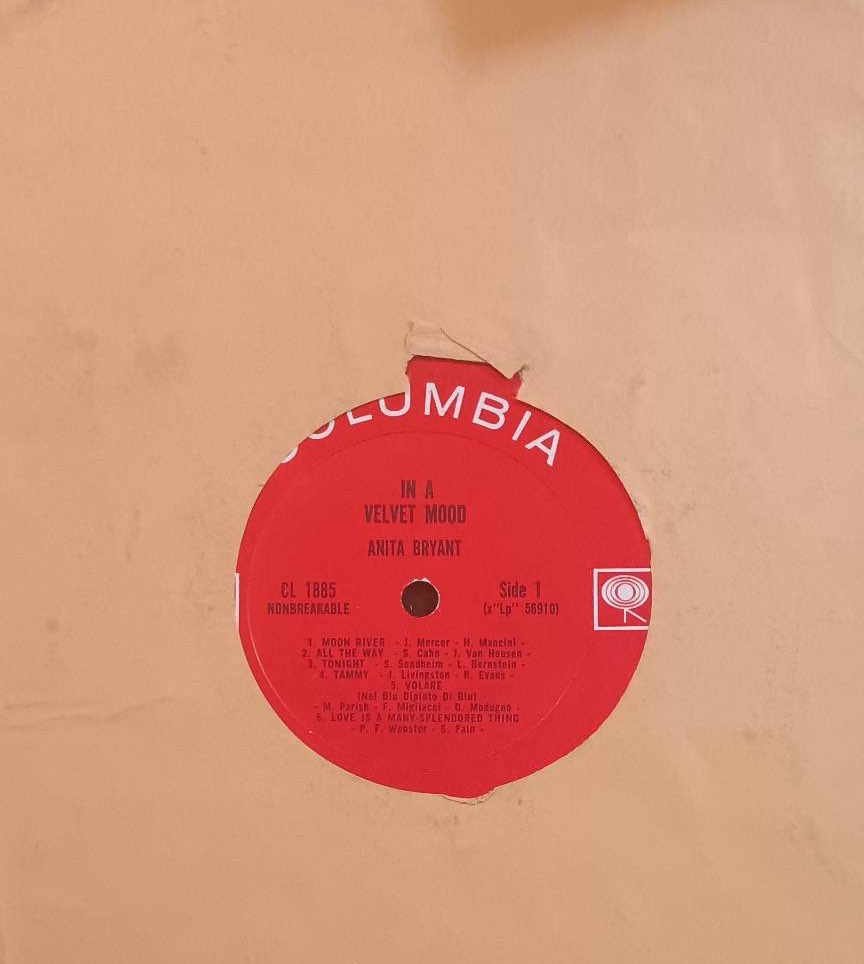 COLUMBIA
IN A
VELVET MOOD
ANITA BRYANT
CL 1885 Side 1
NONBREAKABLE (x"Lp" 56910)
1. MOON RIVER - J. Mercer - H. Mancini -
2. ALL THE WAY - S. Cahn - J. Van Heusen -
3. TONIGHT - S. Sondheim - L. Bernstein -
4. TAMMY - J. Livingston - R. Evans -
5. VOLARE
(Nel Blu Dipinto Di Blu)
- M. Parish - F. Migliacci - D. Modugno -
6. LOVE IS A MANY-SPLENDORED THING
- P. F. Webster - S. Fain -